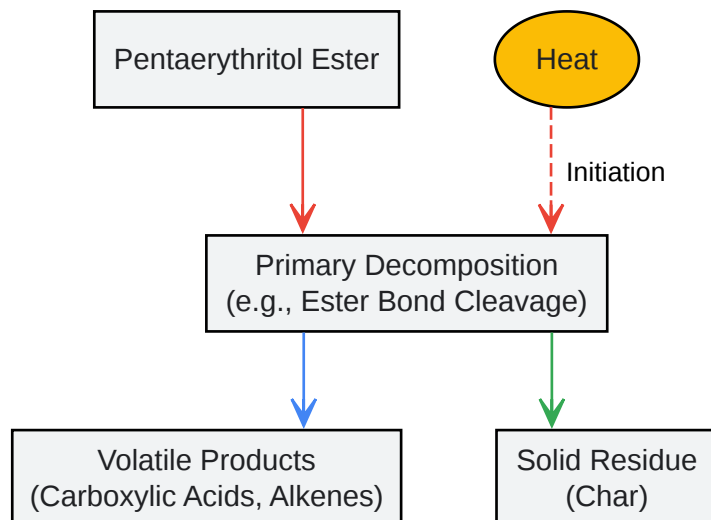 Pentaerythritol Ester
Heat
Initiation
Primary Decomposition
(e.g., Ester Bond Cleavage)
Volatile Products
(Carboxylic Acids, Alkenes)
Solid Residue
(Char)